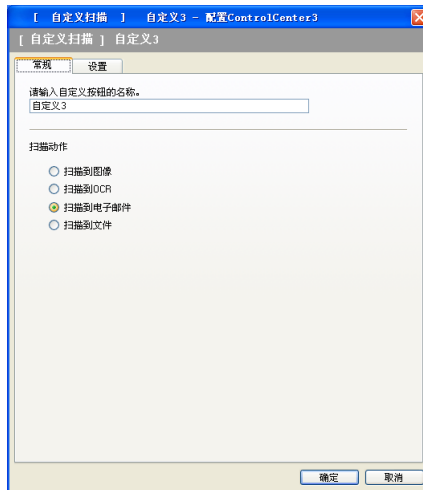 [ 自定义扫描 ] 自定义3 - 配置ControlCenter3
[ 自定义扫描 ] 自定义3
常规 设置
请输入自定义按钮的名称。
自定义3
扫描动作
扫描到图像
扫描到OCR
扫描到电子邮件
扫描到文件
确定 取消